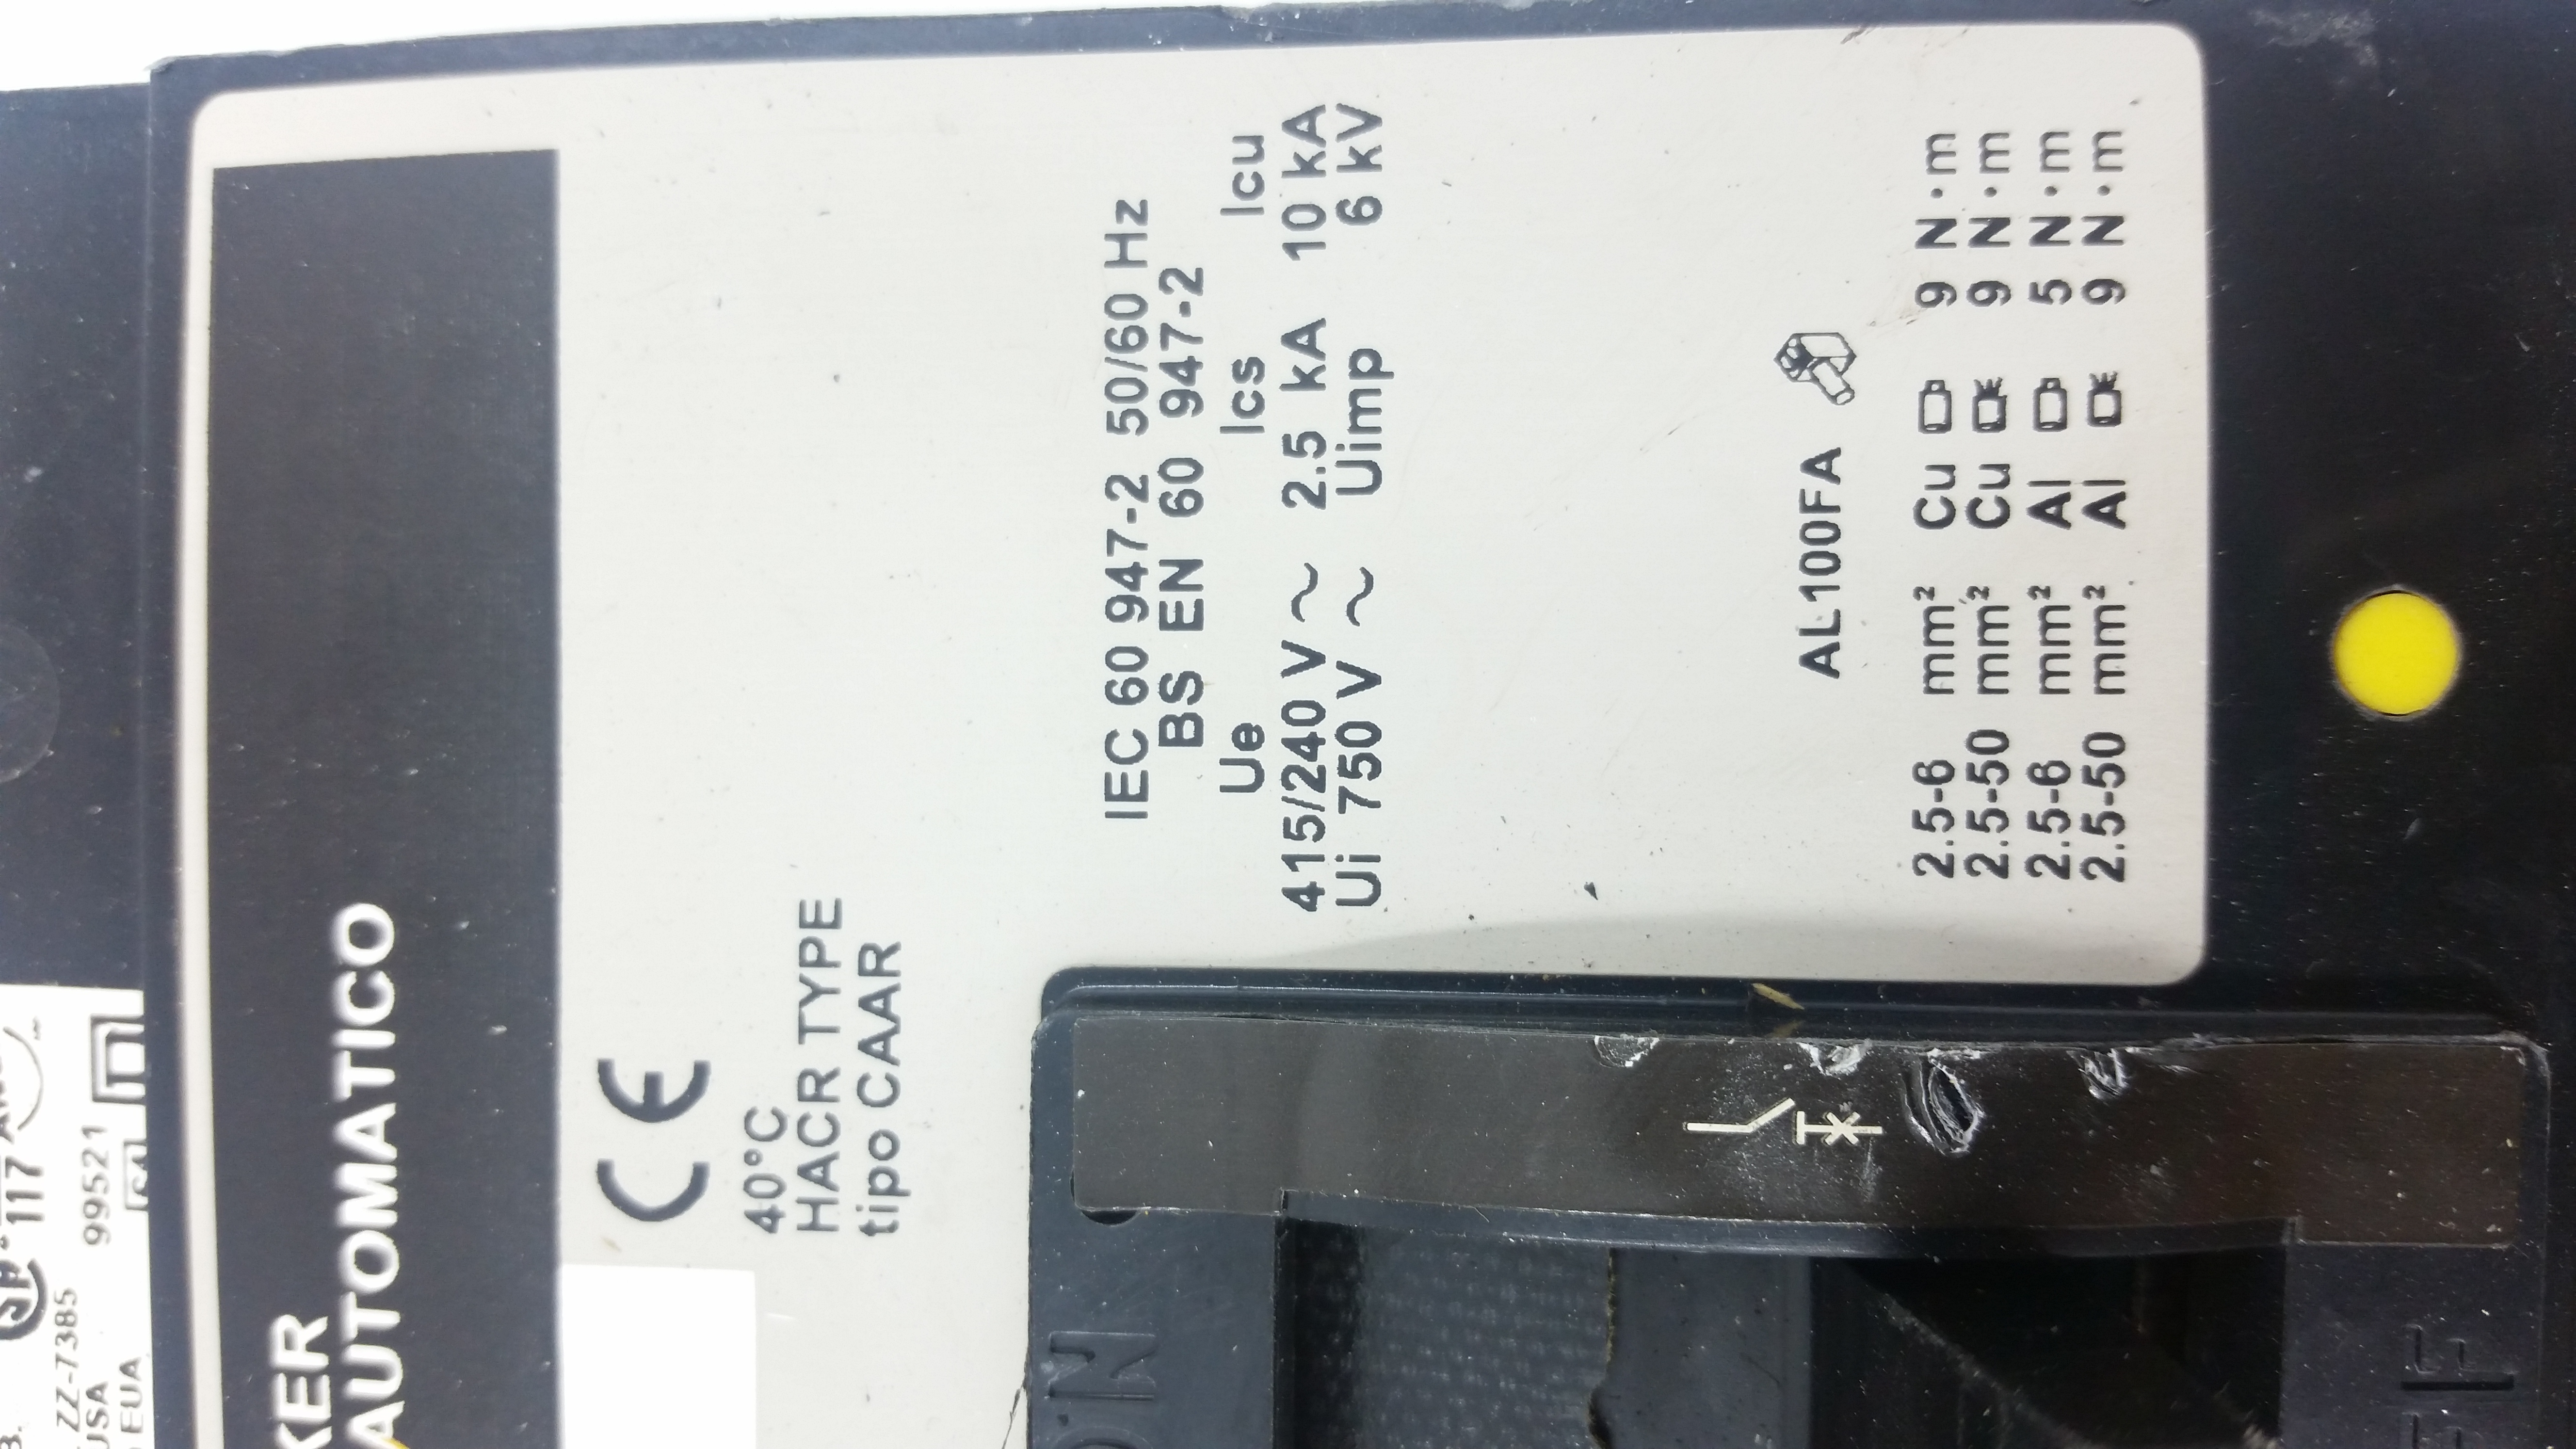 KER
AUTOMATICO
CE
40°C
HACR TYPE
tipo CAAR
IEC 60 947-2 50/60 Hz
BS EN 60 947-2
Ue Ics Icu
415/240 V ~ 2.5 kA 10 kA
Ui 750 V ~ Uimp 6 kV
AL100FA
2.5-6 mm² Cu 9 N·m
2.5-50 mm² Cu 9 N·m
2.5-6 mm² Al 5 N·m
2.5-50 mm² Al 9 N·m
ON
117
ZZ-7385 99521
USA
EUA